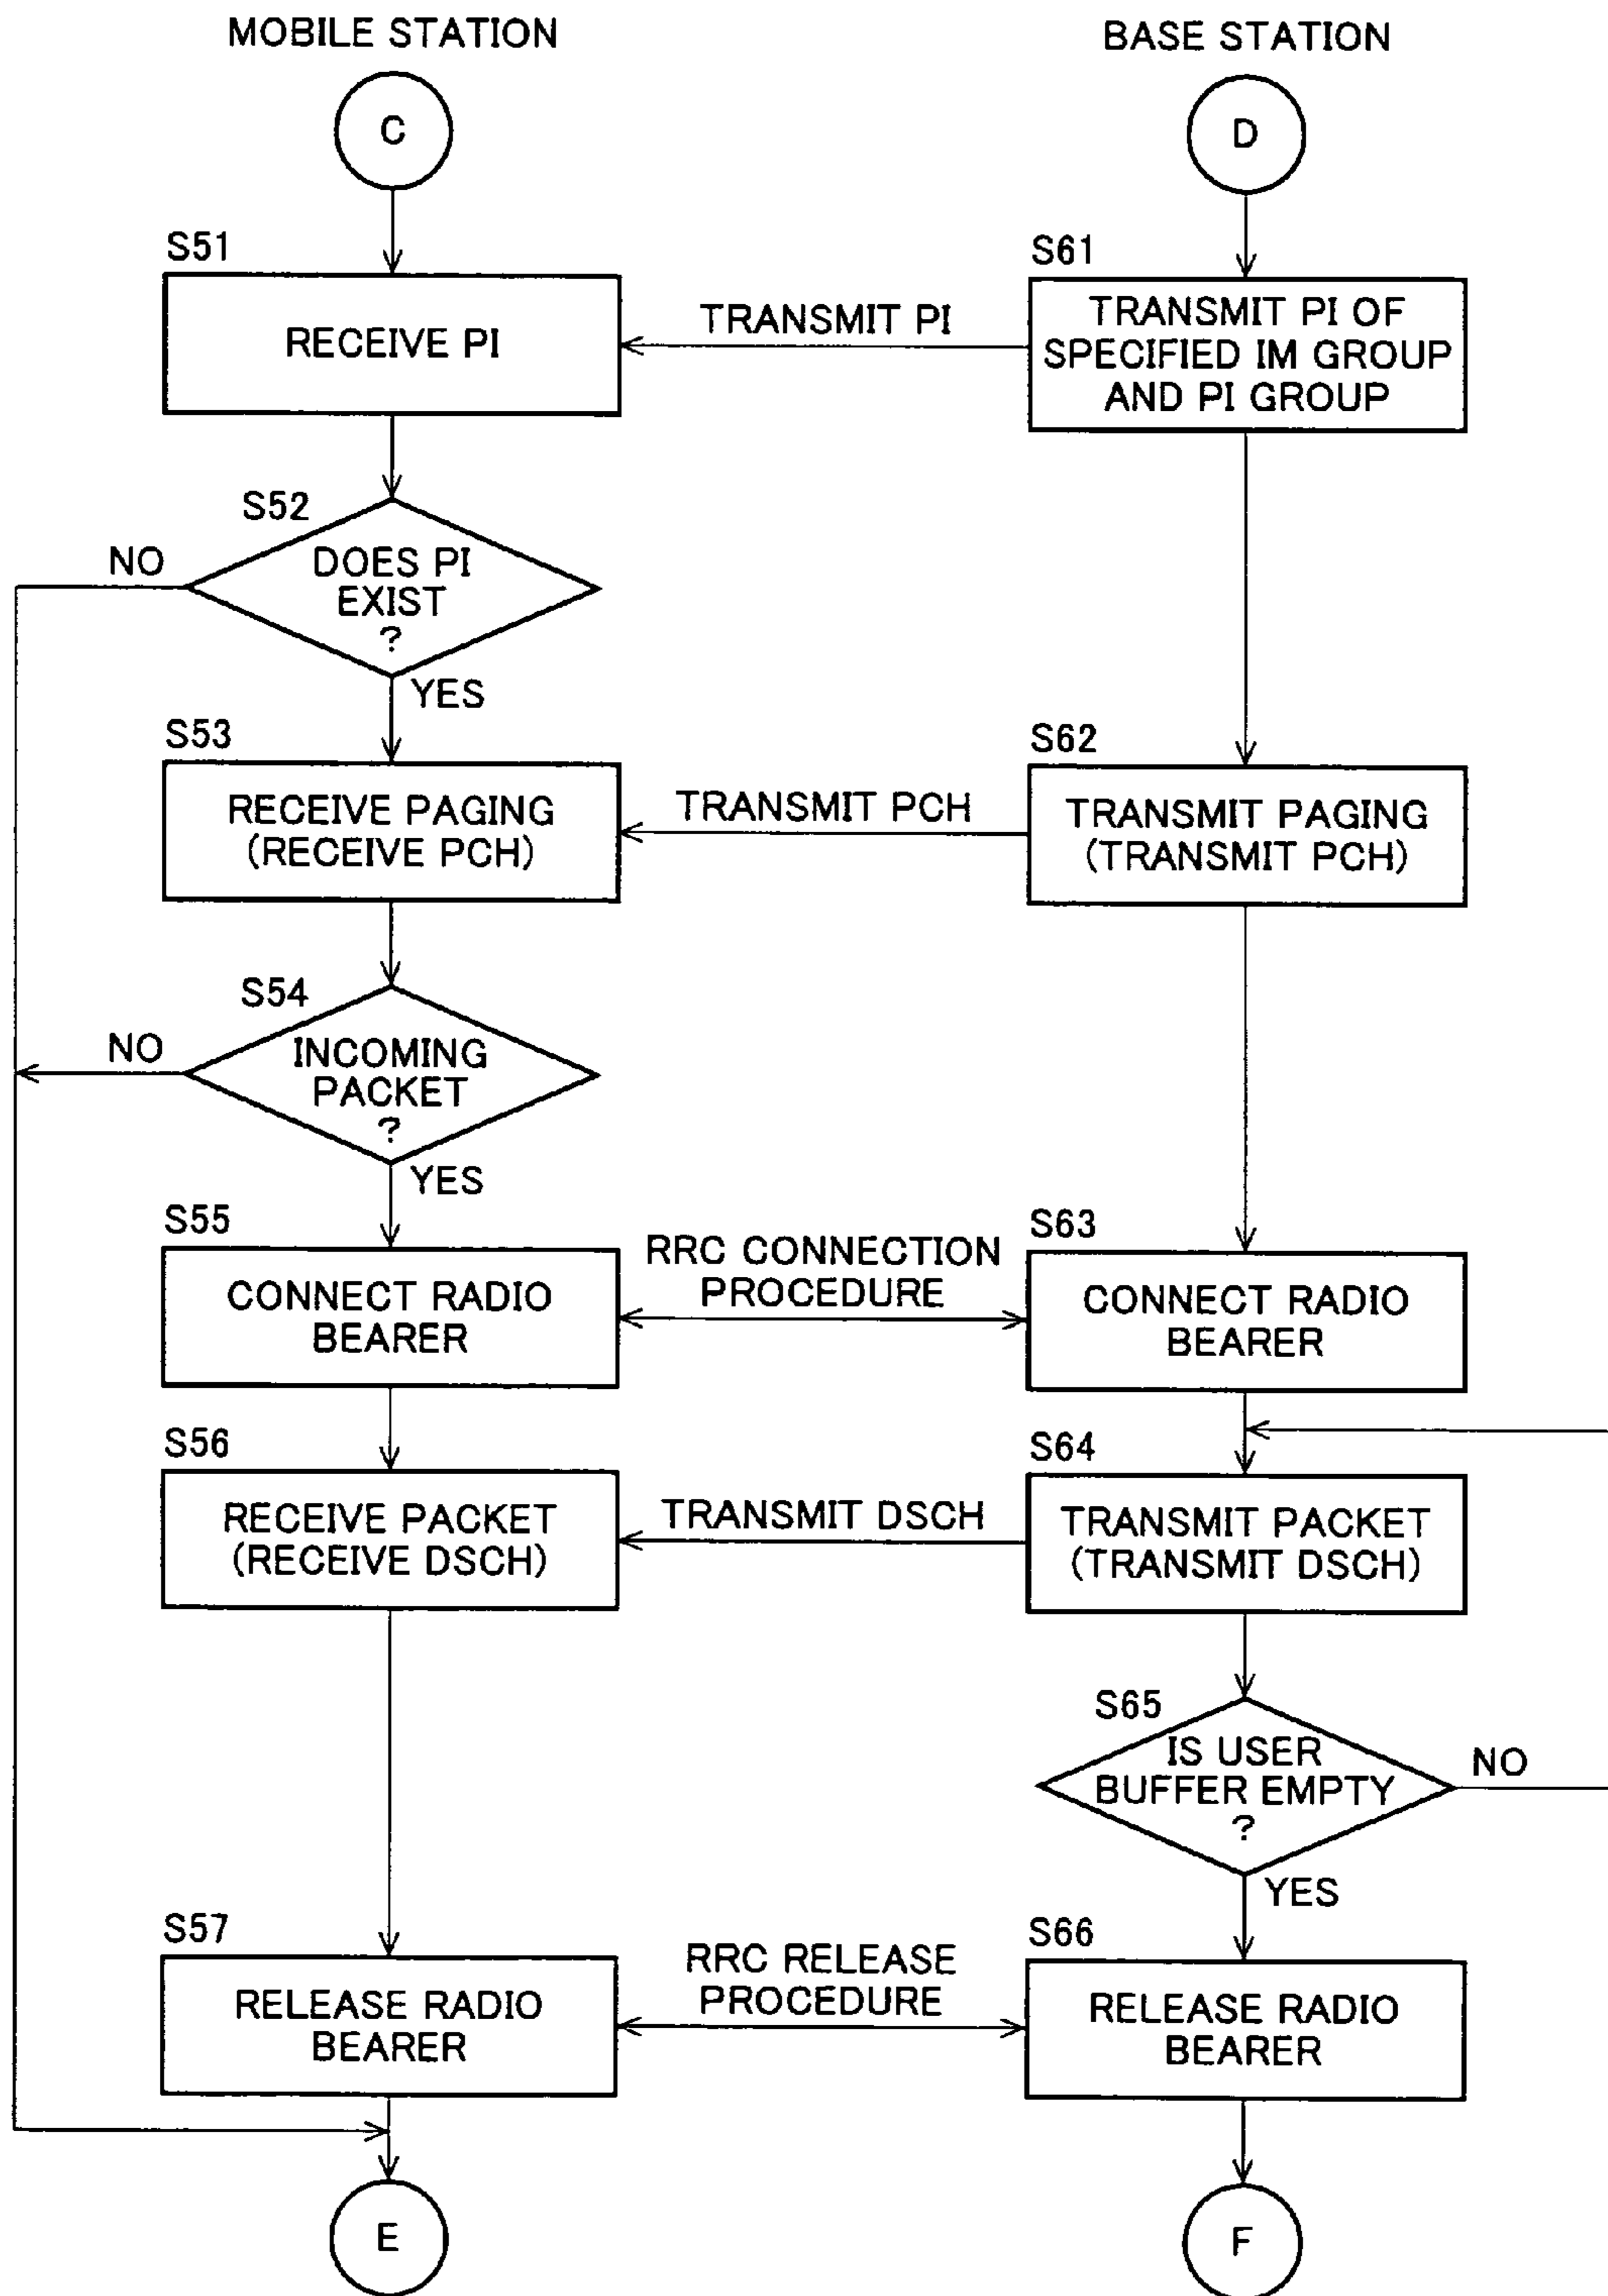 MOBILE STATION
BASE STATION
C
D
S51
RECEIVE PI
TRANSMIT PI
S61
TRANSMIT PI OF
SPECIFIED IM GROUP
AND PI GROUP
S52
DOES PI
EXIST
?
NO
YES
S53
RECEIVE PAGING
(RECEIVE PCH)
TRANSMIT PCH
S62
TRANSMIT PAGING
(TRANSMIT PCH)
S54
INCOMING
PACKET
?
NO
YES
S55
CONNECT RADIO
BEARER
RRC CONNECTION
PROCEDURE
S63
CONNECT RADIO
BEARER
S56
RECEIVE PACKET
(RECEIVE DSCH)
TRANSMIT DSCH
S64
TRANSMIT PACKET
(TRANSMIT DSCH)
S65
IS USER
BUFFER EMPTY
?
NO
YES
S57
RELEASE RADIO
BEARER
RRC RELEASE
PROCEDURE
S66
RELEASE RADIO
BEARER
E
F